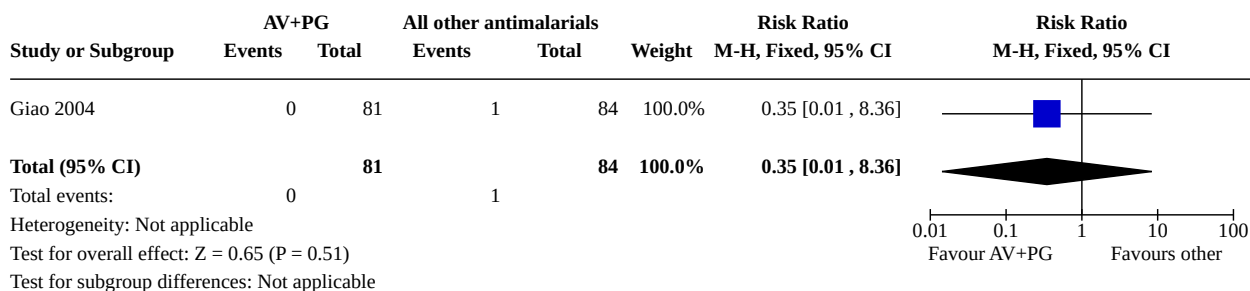 AV+PG All other antimalarials Risk Ratio Risk Ratio
Study or Subgroup Events Total Events Total Weight M-H, Fixed, 95% CI M-H, Fixed, 95% CI
Giao 2004 0 81 1 84 100.0% 0.35 [0.01 , 8.36]
Total (95% CI) 81 84 100.0% 0.35 [0.01 , 8.36]
Total events: 0 1
Heterogeneity: Not applicable
Test for overall effect: Z = 0.65 (P = 0.51)
Test for subgroup differences: Not applicable
0.01 0.1 1 10 100
Favour AV+PG Favours other